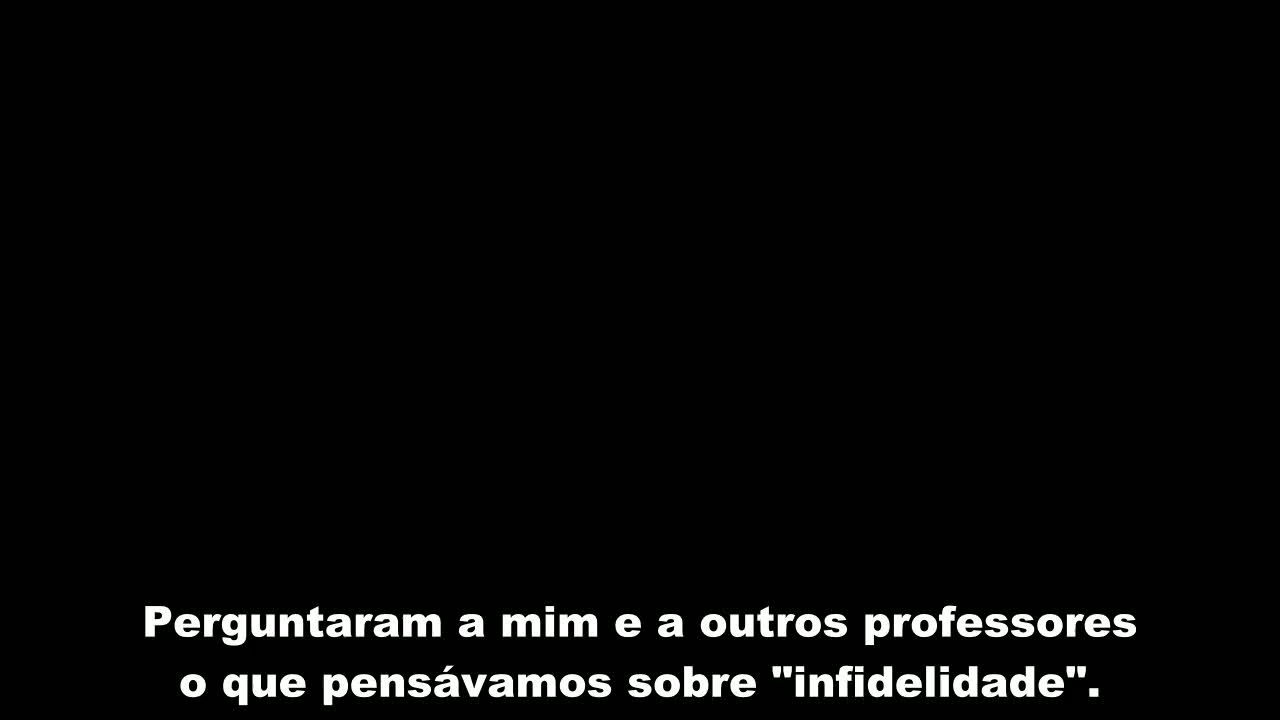 Perguntaram a mim e a outros professores
o que pensávamos sobre "infidelidade".